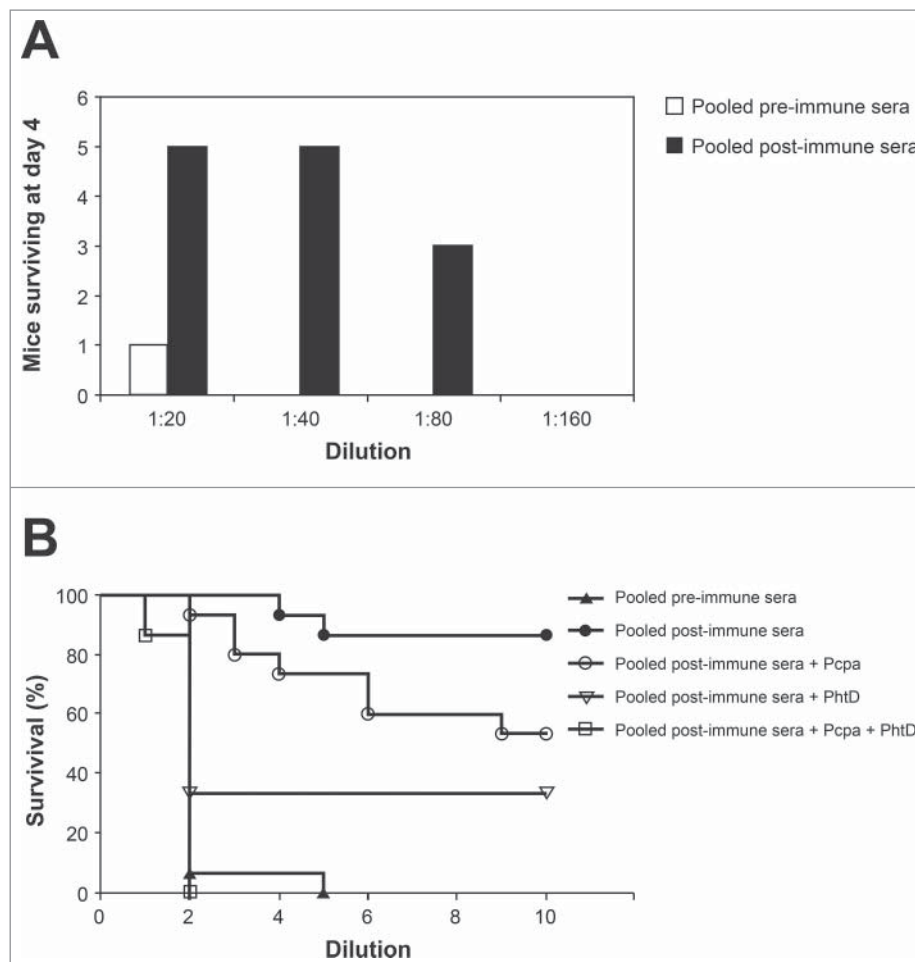 A
Mice surviving at day 4
6
5
4
3
2
1
0
1:20 1:40 1:80 1:160
Dilution
Pooled pre-immune sera
Pooled post-immune sera
B
Survivival (%)
100
80
60
40
20
0
0 2 4 6 8 10
Dilution
Pooled pre-immune sera
Pooled post-immune sera
Pooled post-immune sera + Pcpa
Pooled post-immune sera + PhtD
Pooled post-immune sera + Pcpa + PhtD